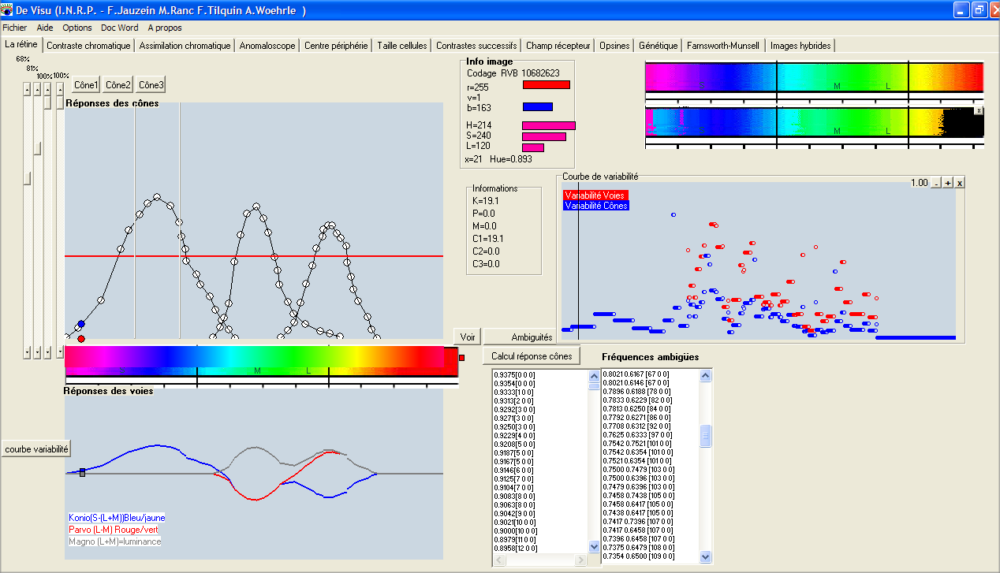 De Visu (I.N.R.P. - F.Jauzein M.Ranc F.Tilquin A.Woehrle )
Fichier Aide Options Doc Word A propos
La rétine Contraste chromatique Assimilation chromatique Anomaloscope Centre périphérie Taille cellules Contrastes successifs Champ récepteur Opsines Génétique Farnsworth-Munsell Images hybrides
68%
81%
100% 100%
Cône1 Cône2 Cône3
Réponses des cônes
Info image
Codage RVB 10682623
r=255
v=1
b=163
H=214
S=240
L=120
x=21 Hue=0.893
S M L
S M L
x
Informations
K=19.1
P=0.0
M=0.0
C1=19.1
C2=0.0
C3=0.0
Courbe de variabilité
1.00 - + x
Variabilité Voies
Variabilité Cônes
Voir Ambiguités
M L
Calcul réponse cônes
Fréquences ambigües
Réponses des voies
courbe variabilité
Konio(S-(L+M))Bleu/jaune
Parvo (L-M) Rouge/vert
Magno (L+M)=luminance
0.9375[0 0 0]
0.9354[0 0 0]
0.9333[1 0 0]
0.9313[2 0 0]
0.9292[3 0 0]
0.9271[3 0 0]
0.9250[3 0 0]
0.9229[4 0 0]
0.9208[5 0 0]
0.9187[5 0 0]
0.9167[5 0 0]
0.9146[6 0 0]
0.9125[7 0 0]
0.9104[7 0 0]
0.9083[8 0 0]
0.9063[8 0 0]
0.9042[9 0 0]
0.9021[10 0 0]
0.9000[10 0 0]
0.8979[11 0 0]
0.8958[12 0 0]
0.8021 0.6167 [67 0 0]
0.8021 0.6146 [67 0 0]
0.7896 0.6188 [78 0 0]
0.7833 0.6229 [82 0 0]
0.7813 0.6250 [84 0 0]
0.7792 0.6271 [86 0 0]
0.7708 0.6312 [92 0 0]
0.7625 0.6333 [97 0 0]
0.7542 0.7521 [101 0 0]
0.7542 0.6354 [101 0 0]
0.7521 0.6354 [101 0 0]
0.7500 0.7479 [103 0 0]
0.7500 0.6396 [103 0 0]
0.7479 0.6396 [103 0 0]
0.7458 0.7438 [105 0 0]
0.7458 0.6417 [105 0 0]
0.7438 0.6417 [105 0 0]
0.7417 0.7396 [107 0 0]
0.7417 0.6458 [107 0 0]
0.7396 0.6458 [107 0 0]
0.7375 0.6479 [108 0 0]
0.7354 0.6500 [109 0 0]